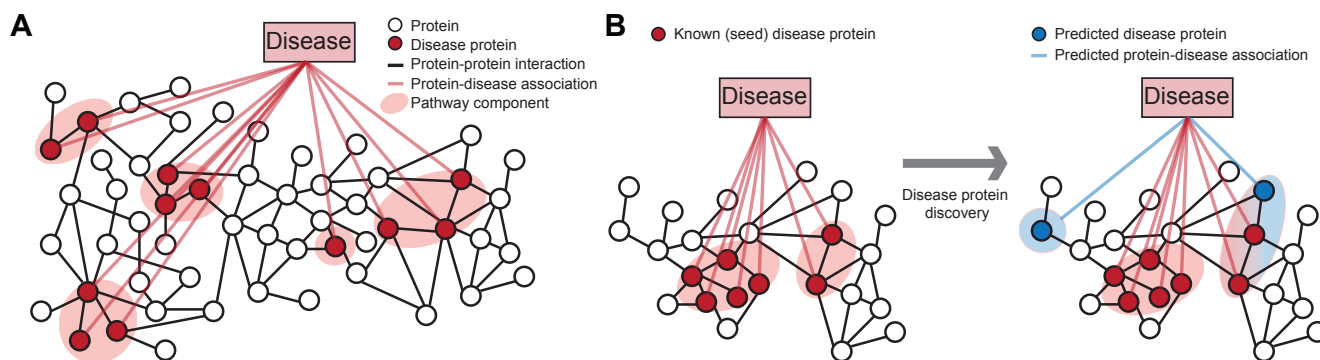 A
Disease
Protein
Disease protein
Protein-protein interaction
Protein-disease association
Pathway component
B
Known (seed) disease protein
Disease
Disease protein
discovery
Predicted disease protein
Predicted protein-disease association
Disease